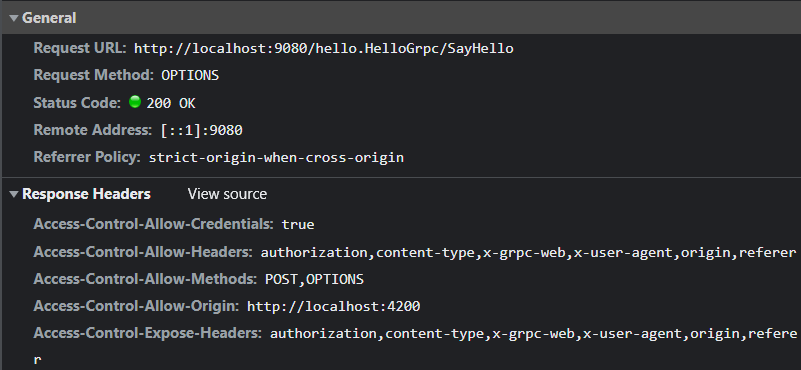 General
Request URL: http://localhost:9080/hello.HelloGrpc/SayHello
Request Method: OPTIONS
Status Code: 200 OK
Remote Address: [::1]:9080
Referrer Policy: strict-origin-when-cross-origin
Response Headers View source
Access-Control-Allow-Credentials: true
Access-Control-Allow-Headers: authorization,content-type,x-grpc-web,x-user-agent,origin,referer
Access-Control-Allow-Methods: POST,OPTIONS
Access-Control-Allow-Origin: http://localhost:4200
Access-Control-Expose-Headers: authorization,content-type,x-grpc-web,x-user-agent,origin,refere
r